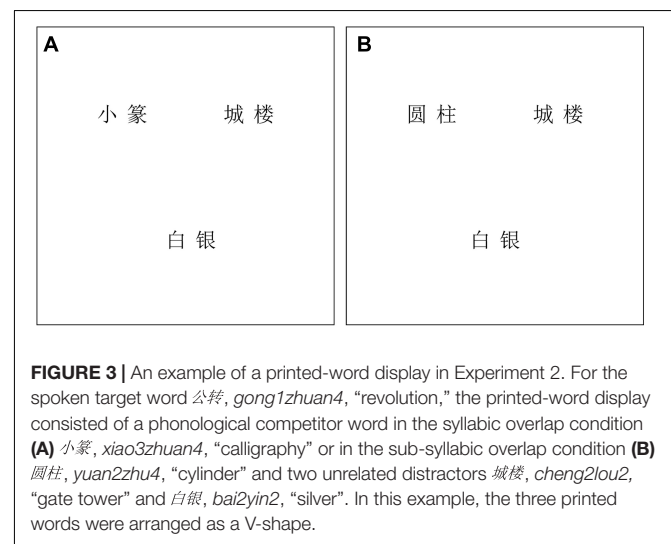 A
小 篆 城 楼
白 银
B
圆 柱 城 楼
白 银
FIGURE 3 | An example of a printed-word display in Experiment 2. For the
spoken target word 公转, gong1zhuan4, “revolution,” the printed-word display
consisted of a phonological competitor word in the syllabic overlap condition
(A) 小篆, xiao3zhuan4, “calligraphy” or in the sub-syllabic overlap condition (B)
圆柱, yuan2zhu4, “cylinder” and two unrelated distractors 城楼, cheng2lou2,
“gate tower” and 白银, bai2yin2, “silver”. In this example, the three printed
words were arranged as a V-shape.